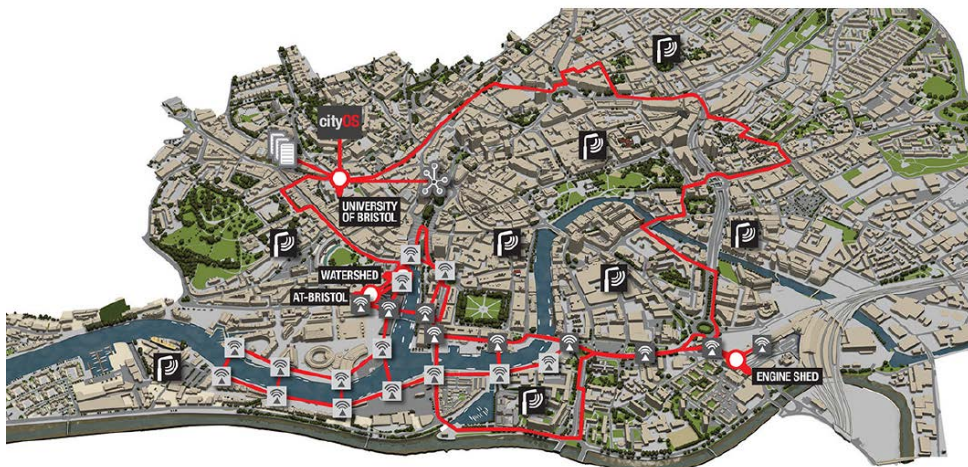 cityOS
UNIVERSITY
OF BRISTOL
WATERSHED
AT-BRISTOL
ENGINE SHED